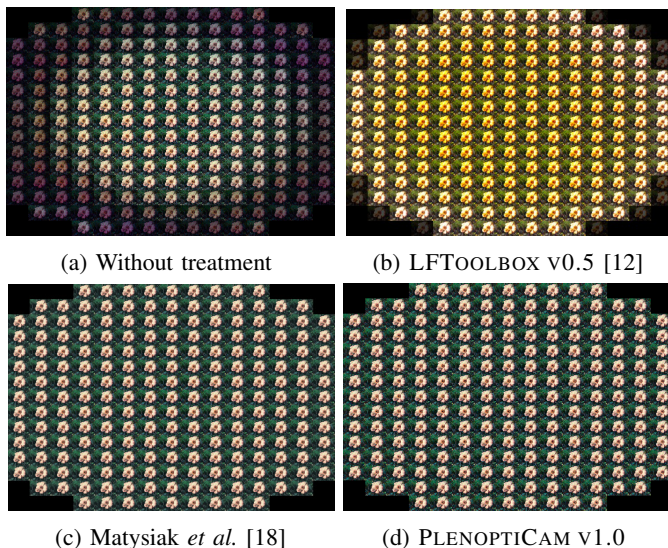 (a) Without treatment
(b) LFTOOLBOX V0.5 [12]
(c) Matysiak et al. [18]
(d) PLENOPTICAM V1.0